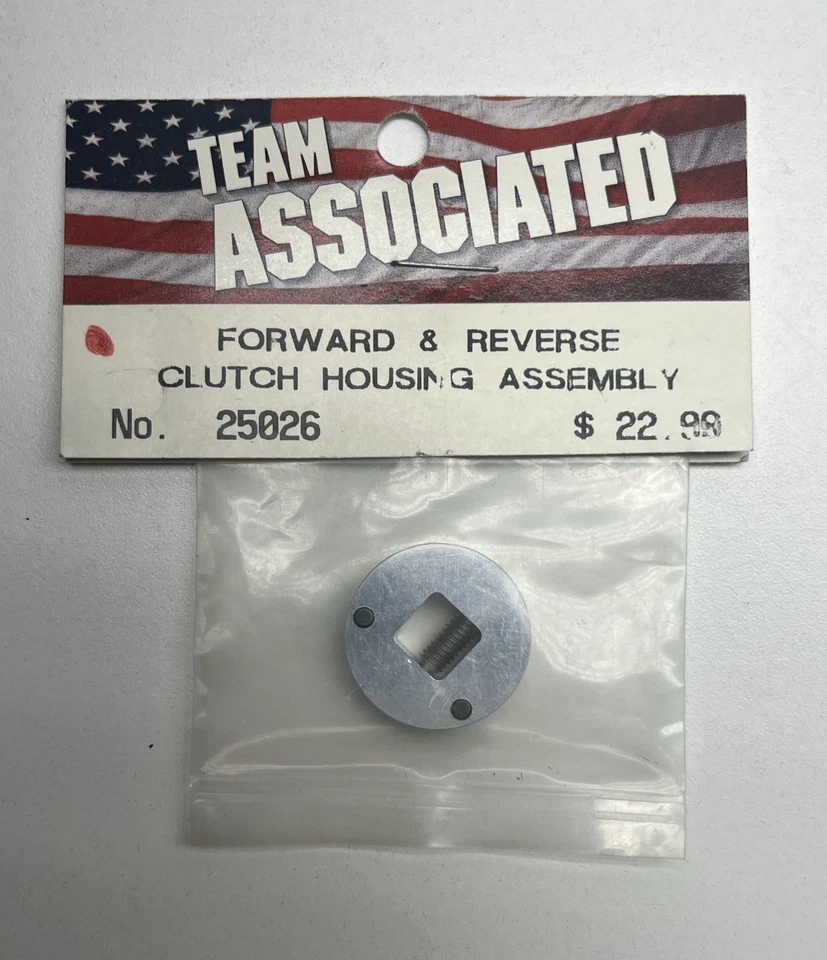 TEAM
ASSOCIATED
FORWARD & REVERSE
CLUTCH HOUSING ASSEMBLY
No. 25026 $ 22.99